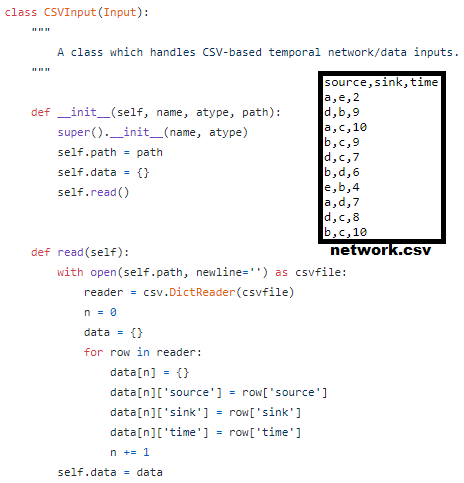 class CSVInput(Input):
    """
        A class which handles CSV-based temporal network/data inputs.
    """
    def __init__(self, name, atype, path):
        super().__init__(name, atype)
        self.path = path
        self.data = {}
        self.read()
    def read(self):
        with open(self.path, newline='') as csvfile:
            reader = csv.DictReader(csvfile)
            n = 0
            data = {}
            for row in reader:
                data[n] = {}
                data[n]['source'] = row['source']
                data[n]['sink'] = row['sink']
                data[n]['time'] = row['time']
                n += 1
        self.data = data
source,sink,time
a,e,2
d,b,9
a,c,10
b,c,9
d,c,7
b,d,6
e,b,4
a,d,7
d,c,8
b,c,10
network.csv